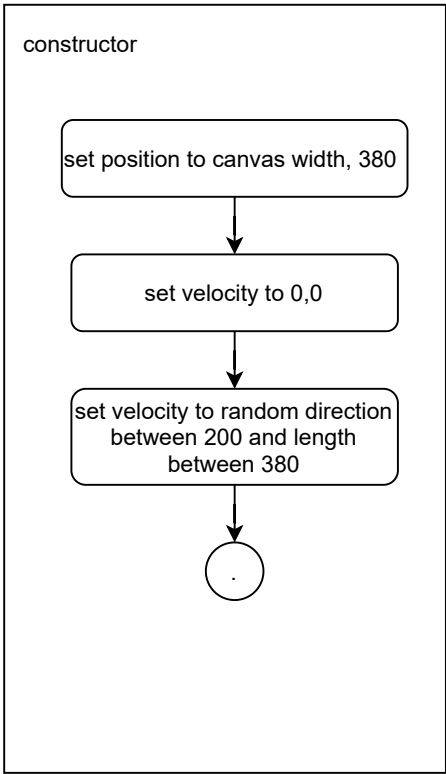 constructor
set position to canvas width, 380
set velocity to 0,0
set velocity to random direction
between 200 and length
between 380
.